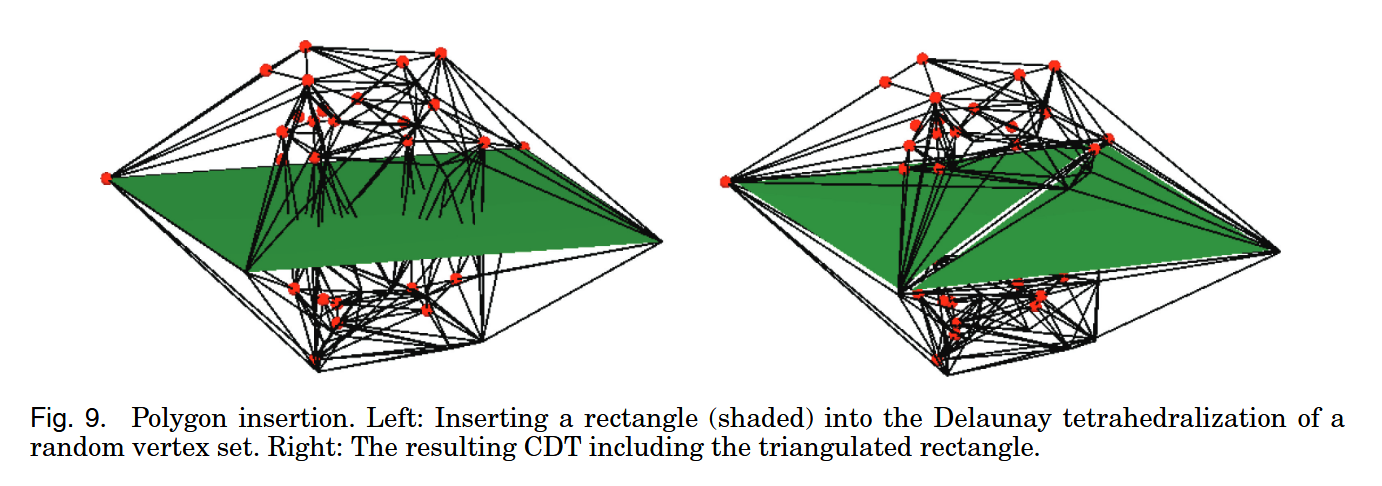 Fig. 9. Polygon insertion. Left: Inserting a rectangle (shaded) into the Delaunay tetrahedralization of a
random vertex set. Right: The resulting CDT including the triangulated rectangle.